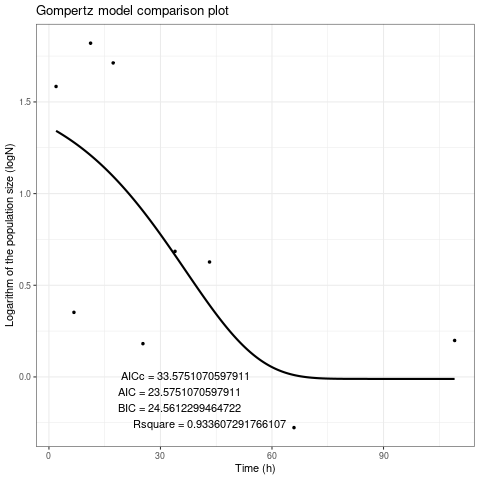 Gompertz model comparison plot
Logarithm of the population size (logN)
1.5
1.0
0.5
0.0
AICc = 33.5751070597911
AIC = 23.5751070597911
BIC = 24.5612299464722
Rsquare = 0.933607291766107
0 30 60 90
Time (h)